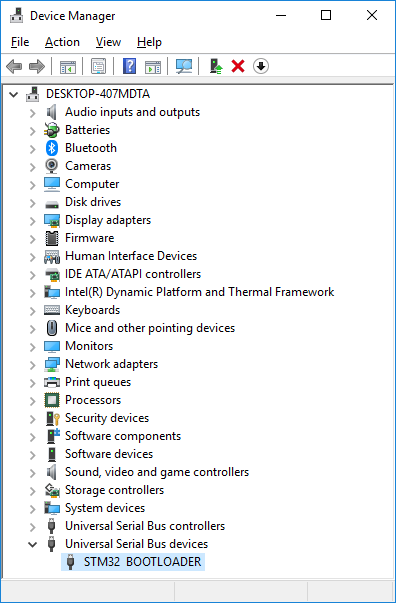 Device Manager
File Action View Help
DESKTOP-407MDTA
Audio inputs and outputs
Batteries
Bluetooth
Cameras
Computer
Disk drives
Display adapters
Firmware
Human Interface Devices
IDE ATA/ATAPI controllers
Intel(R) Dynamic Platform and Thermal Framework
Keyboards
Mice and other pointing devices
Monitors
Network adapters
Print queues
Processors
Security devices
Software components
Software devices
Sound, video and game controllers
Storage controllers
System devices
Universal Serial Bus controllers
Universal Serial Bus devices
STM32 BOOTLOADER